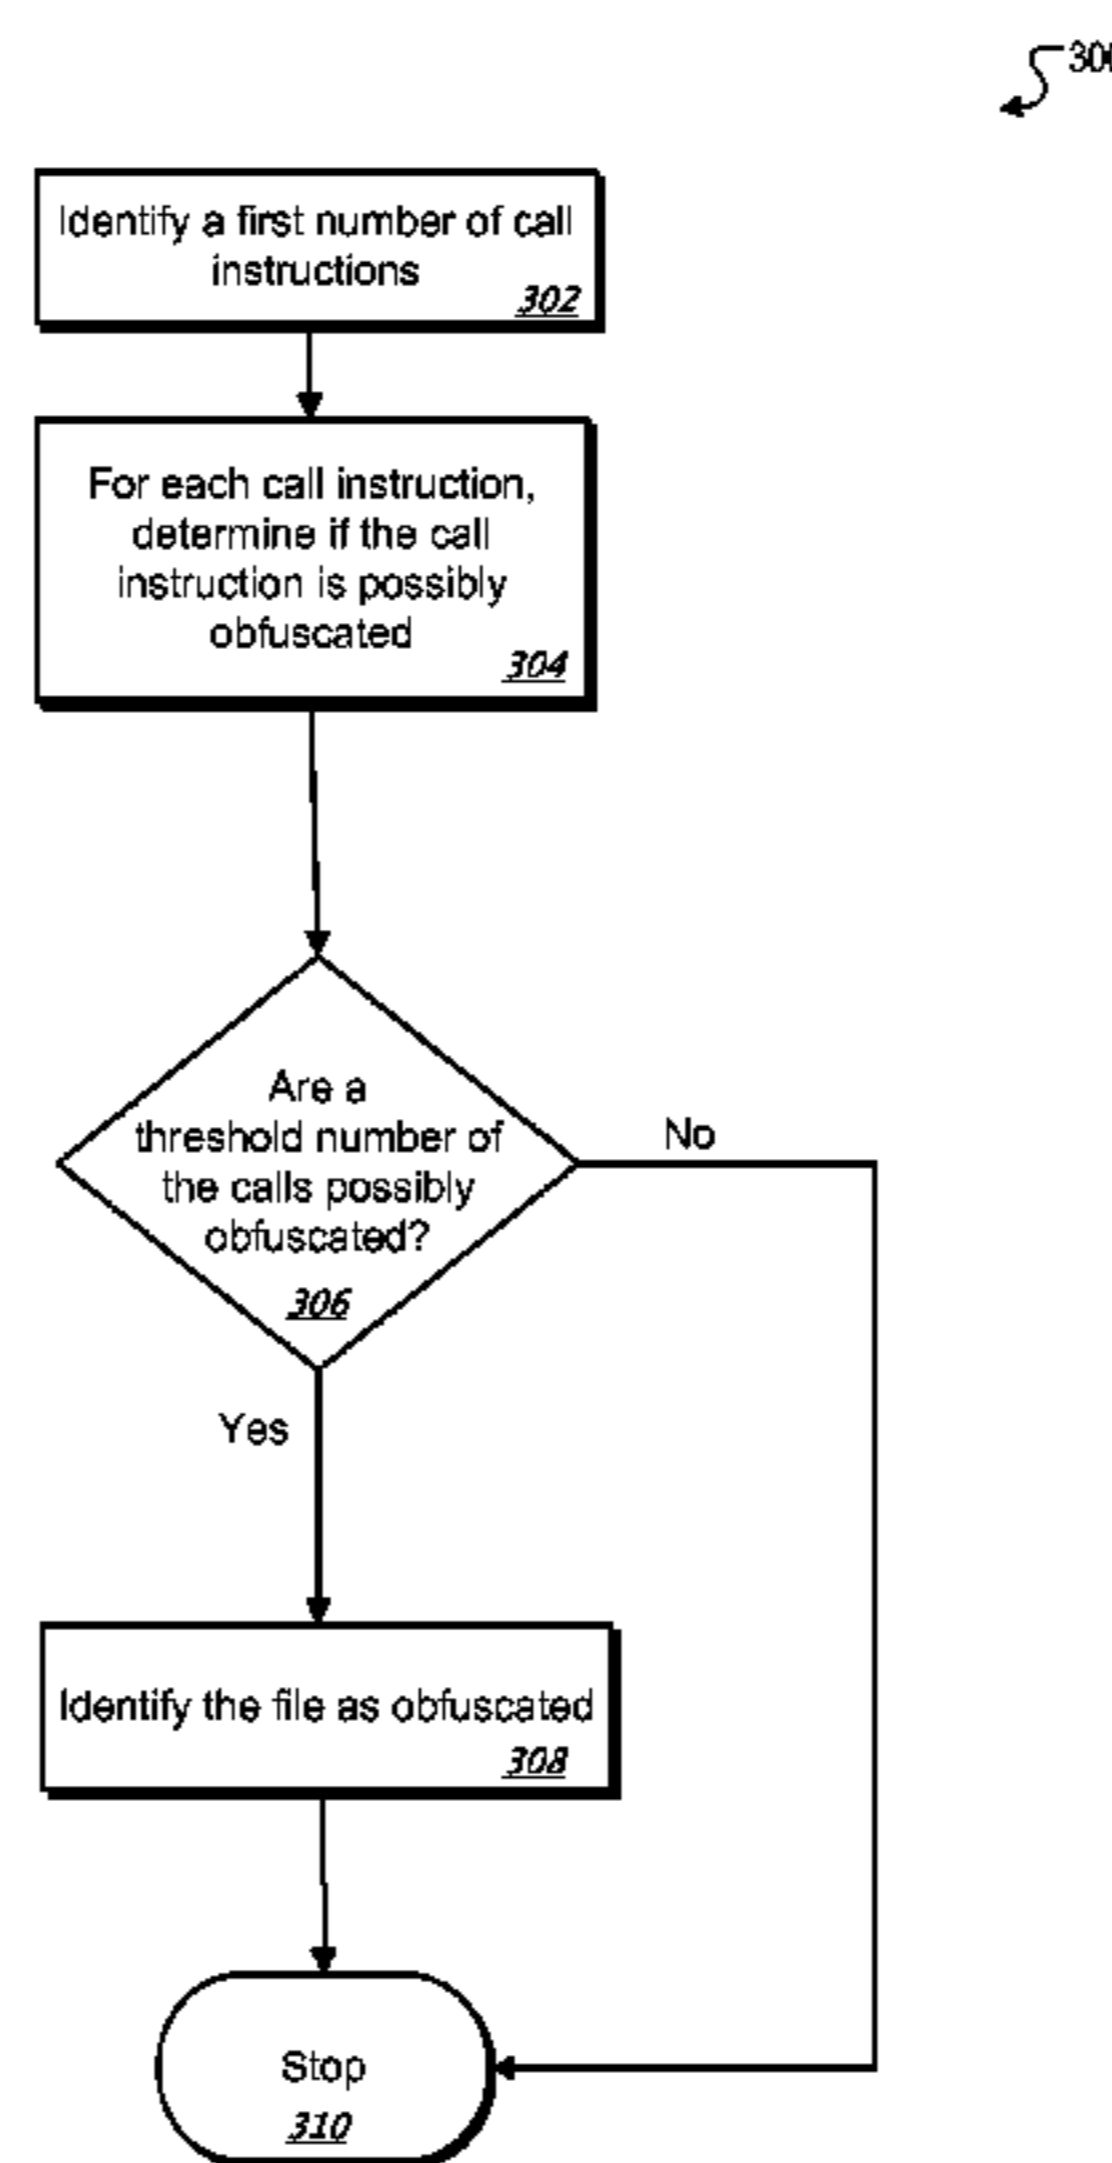 Identify a first number of call
instructions
302
For each call instruction,
determine if the call
instruction is possibly
obfuscated
304
Are a
threshold number of
the calls possibly
obfuscated?
306
No
Yes
Identify the file as obfuscated
308
Stop
310